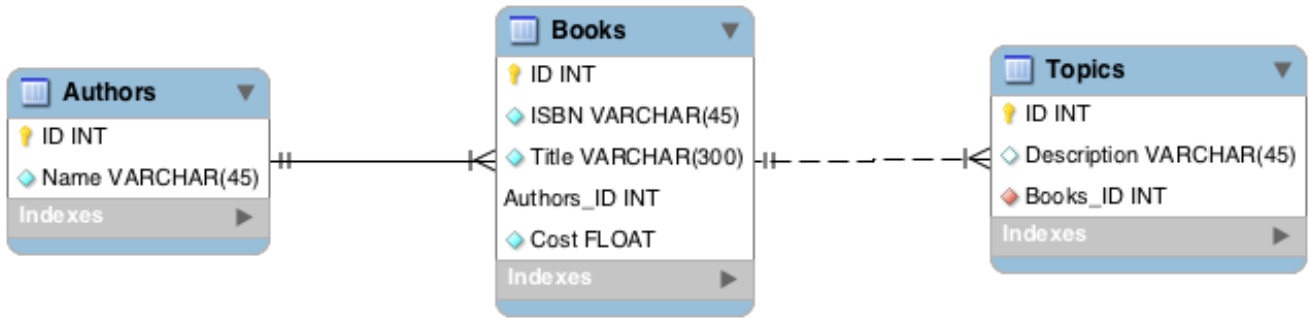 Authors
ID INT
Name VARCHAR(45)
Indexes
Books
ID INT
ISBN VARCHAR(45)
Title VARCHAR(300)
Authors_ID INT
Cost FLOAT
Indexes
Topics
ID INT
Description VARCHAR(45)
Books_ID INT
Indexes